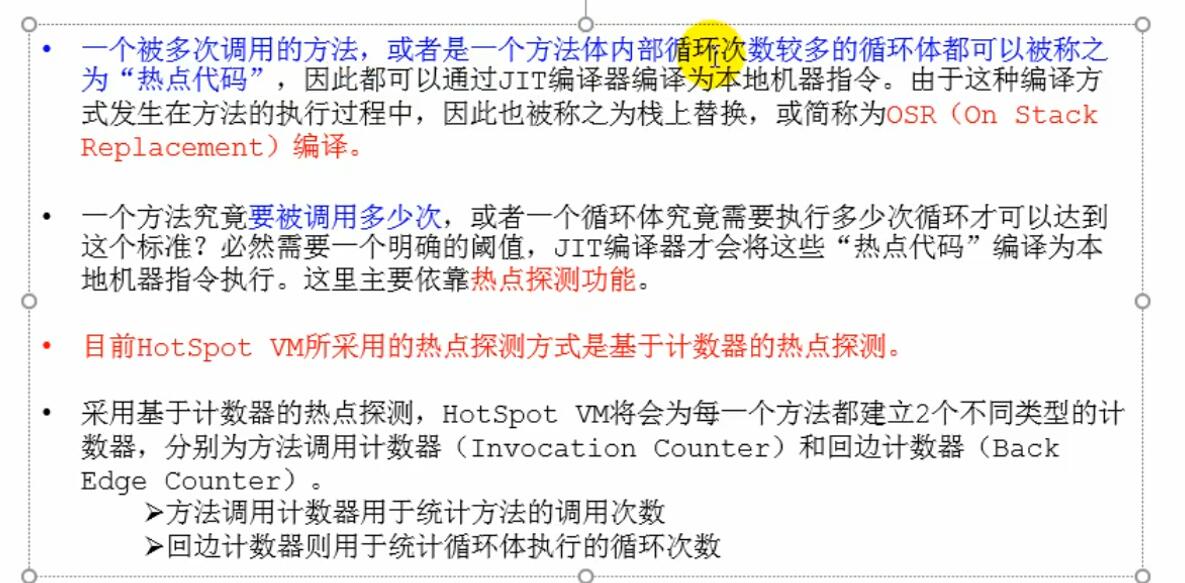 • 一个被多次调用的方法，或者是一个方法体内部循环次数较多的循环体都可以被称之
为“热点代码”，因此都可以通过JIT编译器编译为本地机器指令。由于这种编译方
式发生在方法的执行过程中，因此也被称之为栈上替换，或简称为OSR（On Stack
Replacement）编译。
• 一个方法究竟要被调用多少次，或者一个循环体究竟需要执行多少次循环才可以达到
这个标准？必然需要一个明确的阈值，JIT编译器才会将这些“热点代码”编译为本
地机器指令执行。这里主要依靠热点探测功能。
• 目前HotSpot VM所采用的热点探测方式是基于计数器的热点探测。
• 采用基于计数器的热点探测，HotSpot VM将会为每一个方法都建立2个不同类型的计
数器，分别为方法调用计数器（Invocation Counter）和回边计数器（Back
Edge Counter）。
➢方法调用计数器用于统计方法的调用次数
➢回边计数器则用于统计循环体执行的循环次数